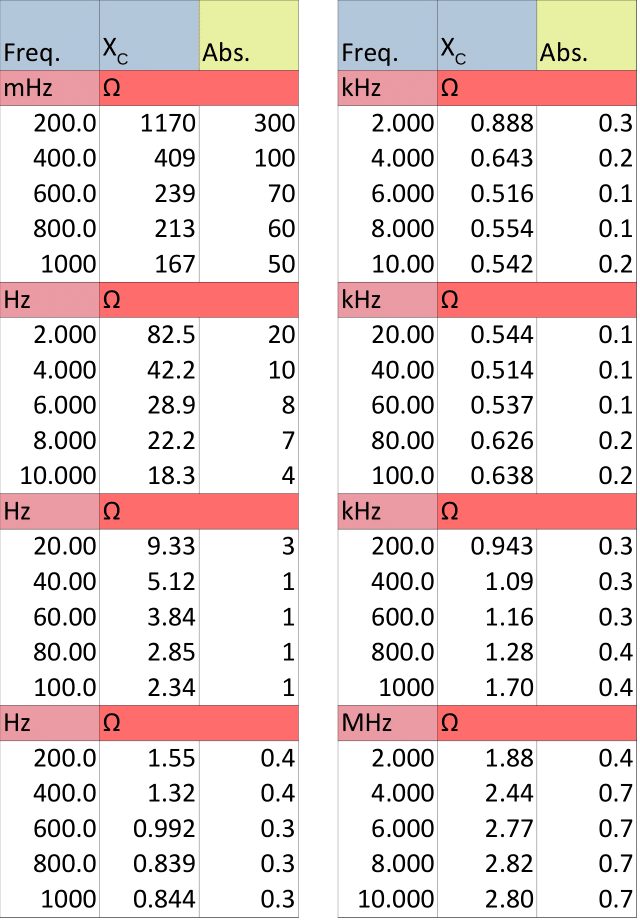 Freq. XC Abs.
mHz Ω
200.0 1170 300
400.0 409 100
600.0 239 70
800.0 213 60
1000 167 50
Hz Ω
2.000 82.5 20
4.000 42.2 10
6.000 28.9 8
8.000 22.2 7
10.000 18.3 4
Hz Ω
20.00 9.33 3
40.00 5.12 1
60.00 3.84 1
80.00 2.85 1
100.0 2.34 1
Hz Ω
200.0 1.55 0.4
400.0 1.32 0.4
600.0 0.992 0.3
800.0 0.839 0.3
1000 0.844 0.3
Freq. XC Abs.
kHz Ω
2.000 0.888 0.3
4.000 0.643 0.2
6.000 0.516 0.1
8.000 0.554 0.1
10.00 0.542 0.2
kHz Ω
20.00 0.544 0.1
40.00 0.514 0.1
60.00 0.537 0.1
80.00 0.626 0.2
100.0 0.638 0.2
kHz Ω
200.0 0.943 0.3
400.0 1.09 0.3
600.0 1.16 0.3
800.0 1.28 0.4
1000 1.70 0.4
MHz Ω
2.000 1.88 0.4
4.000 2.44 0.7
6.000 2.77 0.7
8.000 2.82 0.7
10.000 2.80 0.7